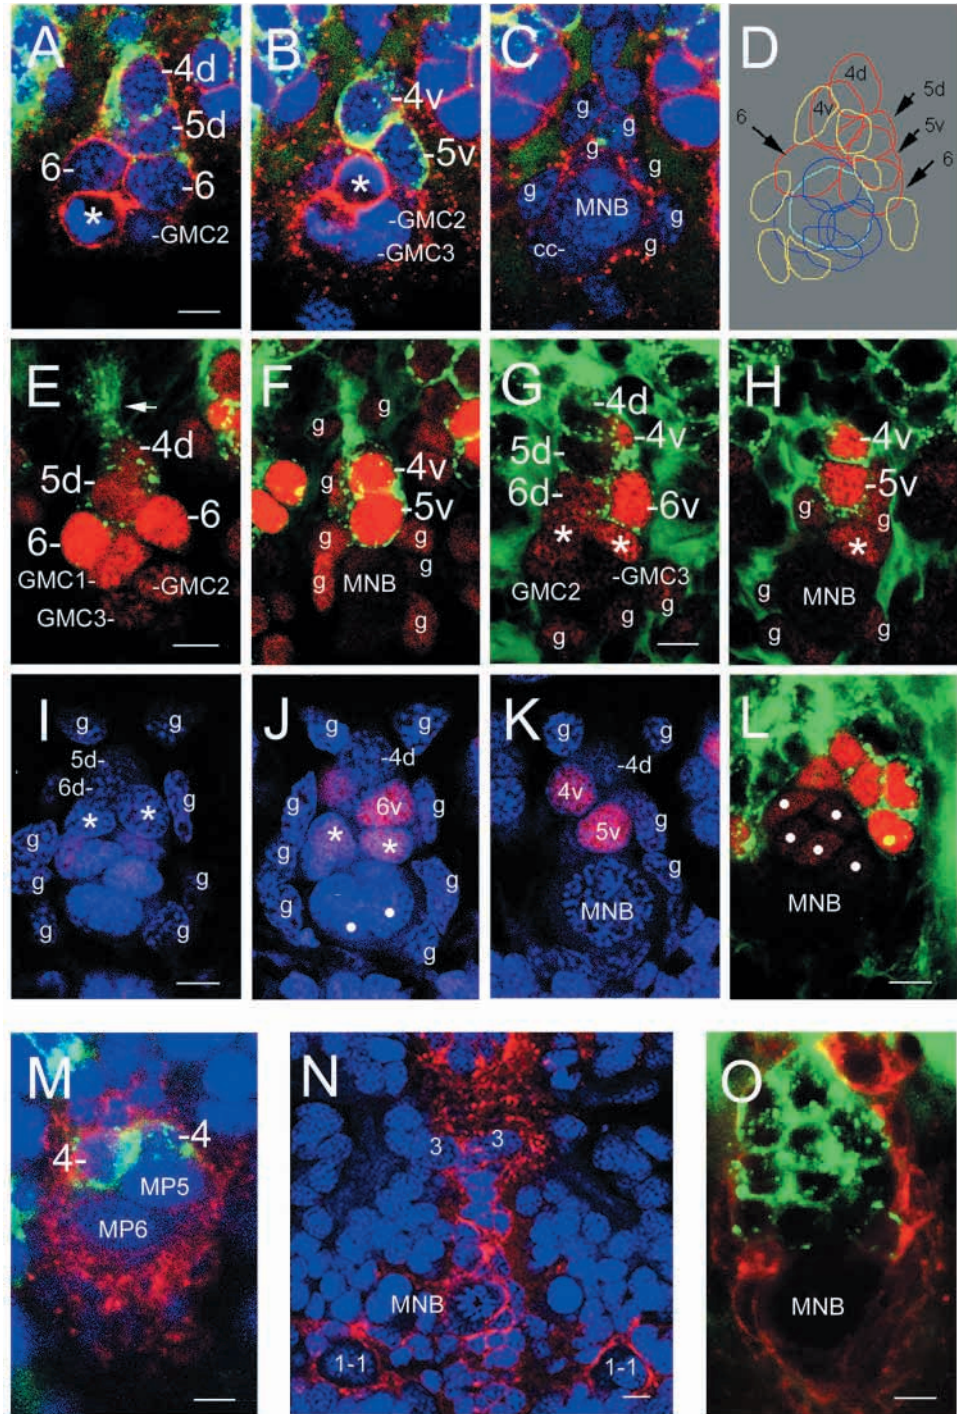 A
-4d
-5d
6-
-6
*
-GMC2
B
-4v
-5v
*
-GMC2
-GMC3
C
g
g
g
g
g
g
MNB
cc-
g
D
4d
4v
5d
5v
6
6
E
-4d
5d-
6-
-6
GMC1-
-GMC2
GMC3-
F
g
g
g
-4v
-5v
g
g
g
MNB
g
G
-4d
-4v
5d-
6d-
-6v
*
*
GMC2
-GMC3
g
g
g
H
-4v
-5v
g
g
*
MNB
g
g
I
g
g
5d-
6d-
*
*
g
g
g
g
g
J
g
g
-4d
6v
g
*
*
g
g
g
g
K
g
g
-4d
4v
5v
g
g
MNB
L
MNB
M
4-
-4
MP5
MP6
N
3
3
MNB
1-1
1-1
O
MNB